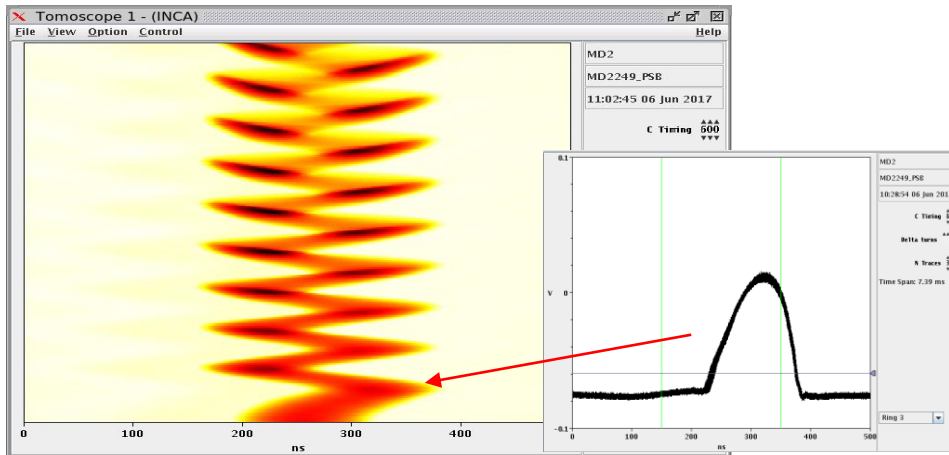 Tomoscope 1 - (INCA)
File View Option Control Help
MD2
MD2249_PSB
11:02:45 06 Jun 2017
C Timing 600
0 100 200 300 400
ns
0.1
V 0
-0.1
0 100 200 300 400 500
ns
MD2
MD2249_PSB
10:28:54 06 Jun 201
C Timing
Delta turns
N Traces
Time Span: 7.39 ms
Ring 3